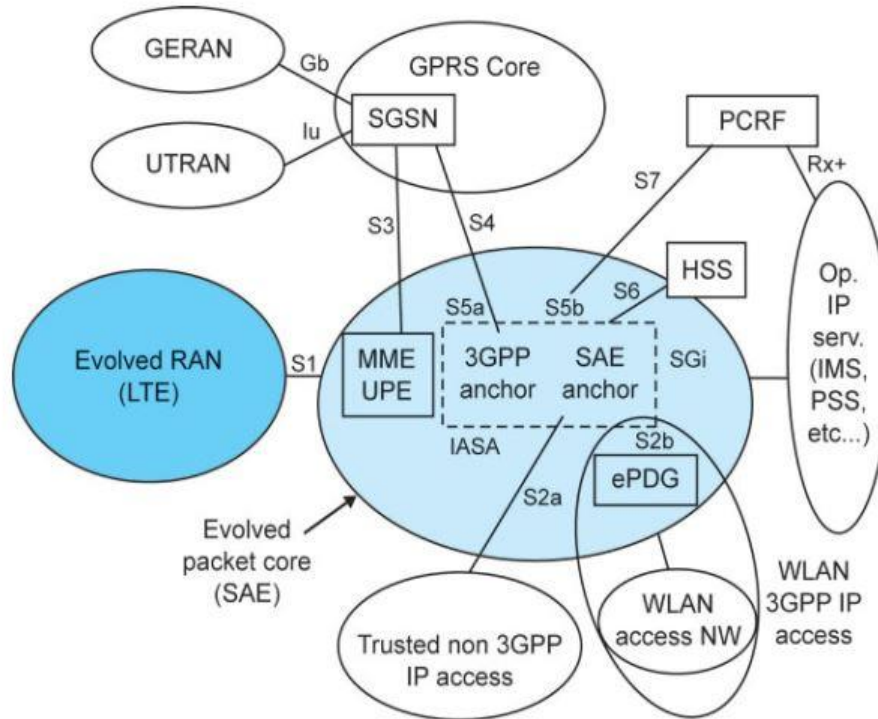 GERAN
Gb
GPRS Core
SGSN
PCRF
Iu
UTRAN
Rx+
S7
S3
S4
HSS
Op.
IP
serv.
(IMS,
PSS,
etc...)
S6
S5a
S5b
Evolved RAN
(LTE)
S1
MME
UPE
3GPP
anchor
SAE
anchor
SGi
IASA
S2b
ePDG
S2a
Evolved
packet core
(SAE)
WLAN
3GPP IP
access
WLAN
access NW
Trusted non 3GPP
IP access